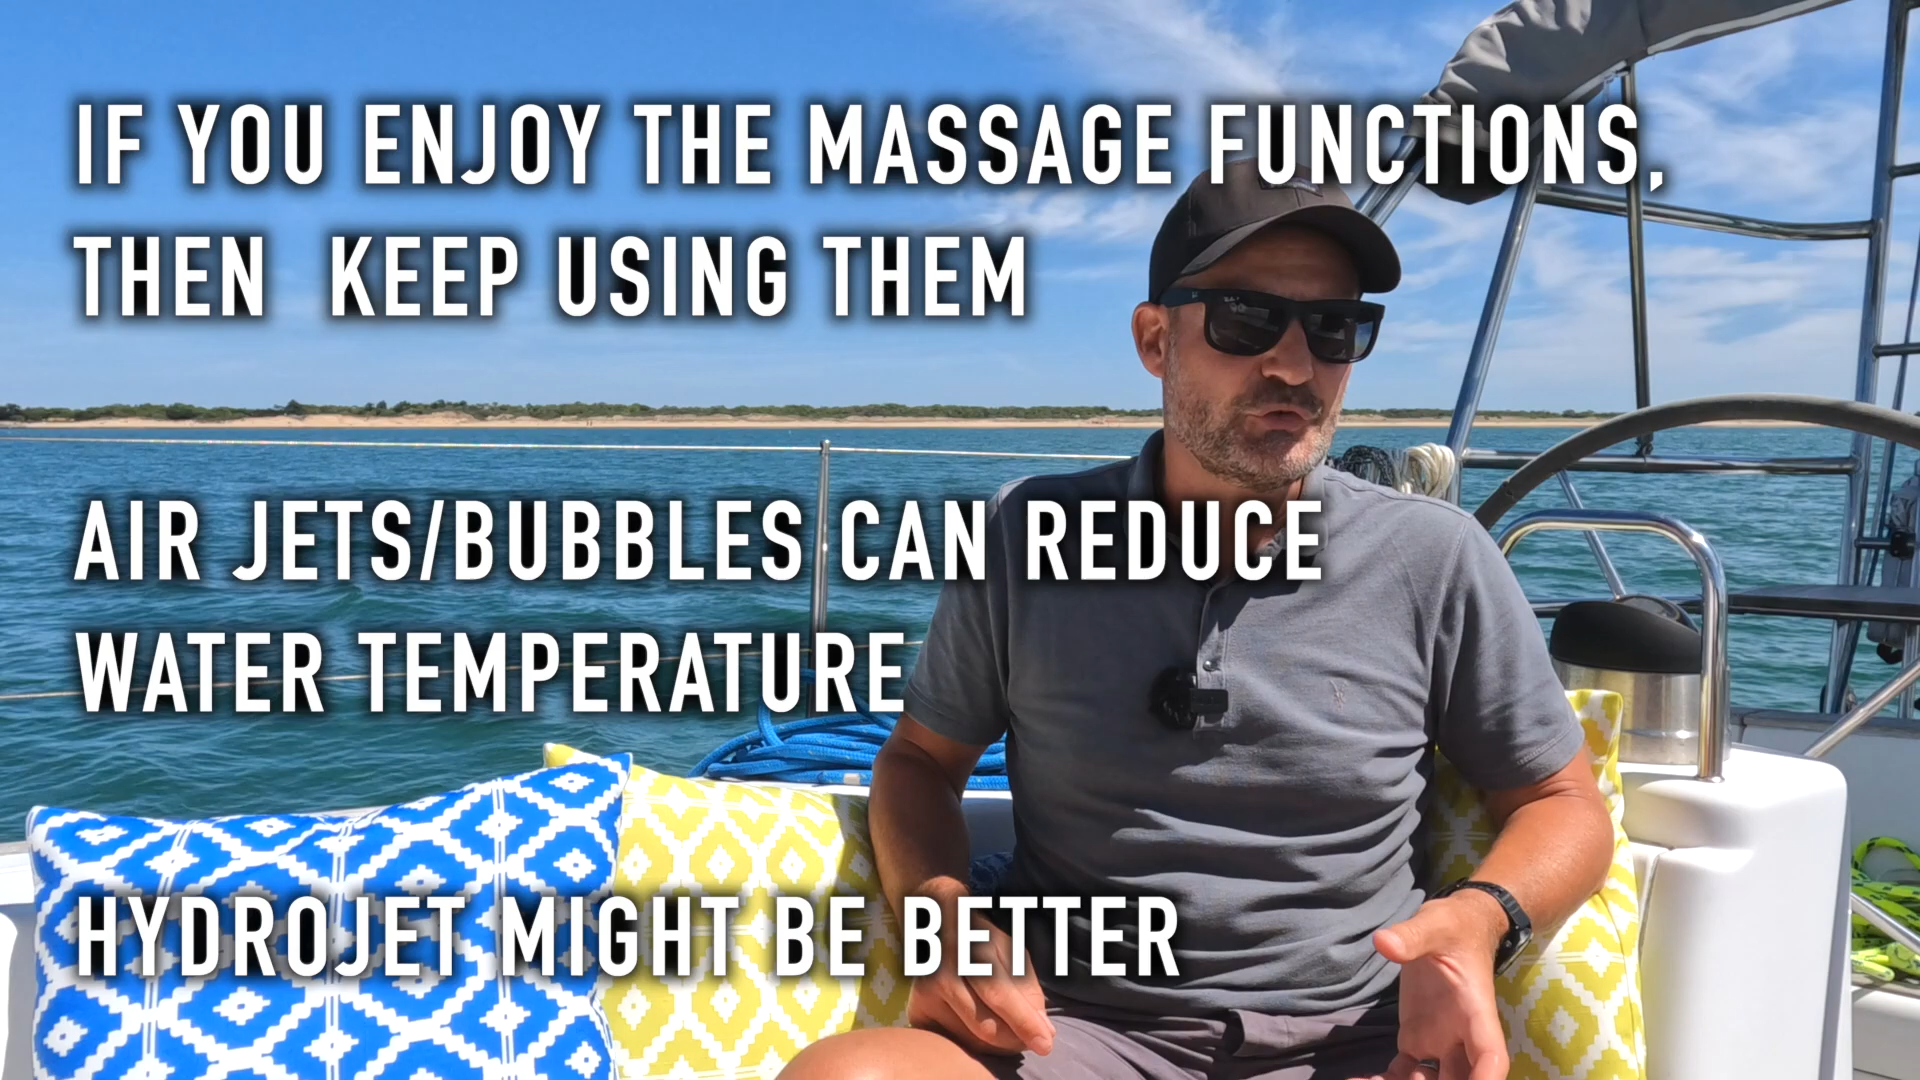 IF YOU ENJOY THE MASSAGE FUNCTIONS,
THEN  KEEP USING THEM
AIR JETS/BUBBLES CAN REDUCE
WATER TEMPERATURE
HYDROJET MIGHT BE BETTER